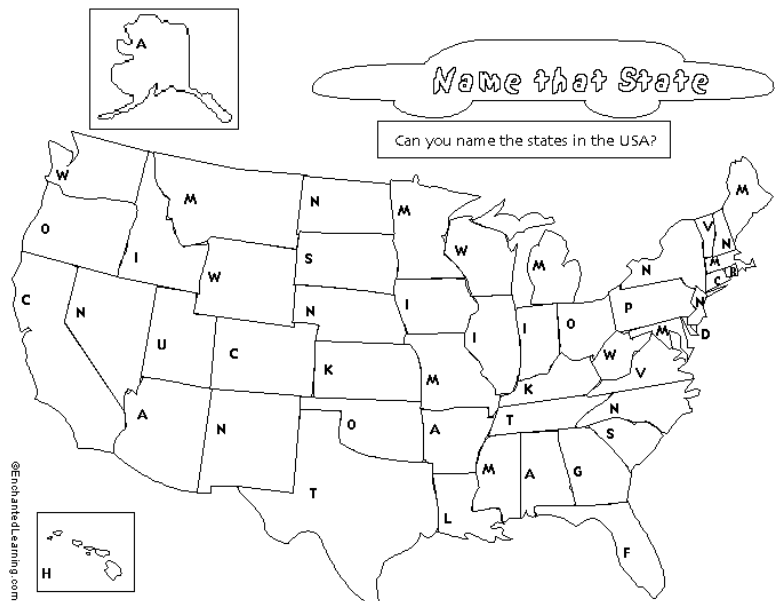 A
Name that State
Can you name the states in the USA?
W
M
N
M
M
O
I
S
W
M
V
N
M
W
N
C
R
C
N
N
I
I
I
O
P
N
U
C
K
M
W
M
D
V
A
N
O
A
K
T
N
S
T
L
M
A
G
F
H
©EnchantedLearning.com